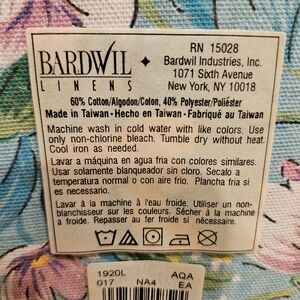 BARDWIL
LINENS
RN 15028
Bardwil Industries, Inc.
1071 Sixth Avenue
New York, NY 10018
60% Cotton/Algodon/Coton, 40% Polyester/Poliéster
Made in Taiwan - Hecho en Taiwan - Fabriqué au Taiwan
Machine wash in cold water with like colors. Use
only non-chlorine bleach. Tumble dry without heat.
Cool iron as needed.
Lavar a máquina en agua fria con colores similares.
Usar solamente blanqueador sin cloro. Secalo a
temperatura normal o con aire frio. Plancha fria si
es necesario.
Lavar a la machine à l'eau froide. Utiliser un non-
blanchisseur sur les couleurs. Sécher à la machine
à froide. Repasser au fer froide si nécessaire.
1920L AQA
017 NA4 EA